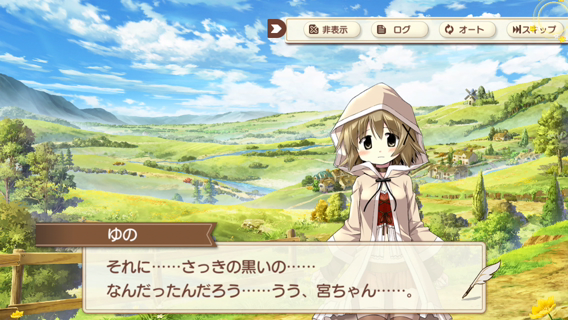 非表示
ログ
オート
スキップ
ゆの
それに……さっきの黒いの……
なんだったんだろう……うう、宮ちゃん……。